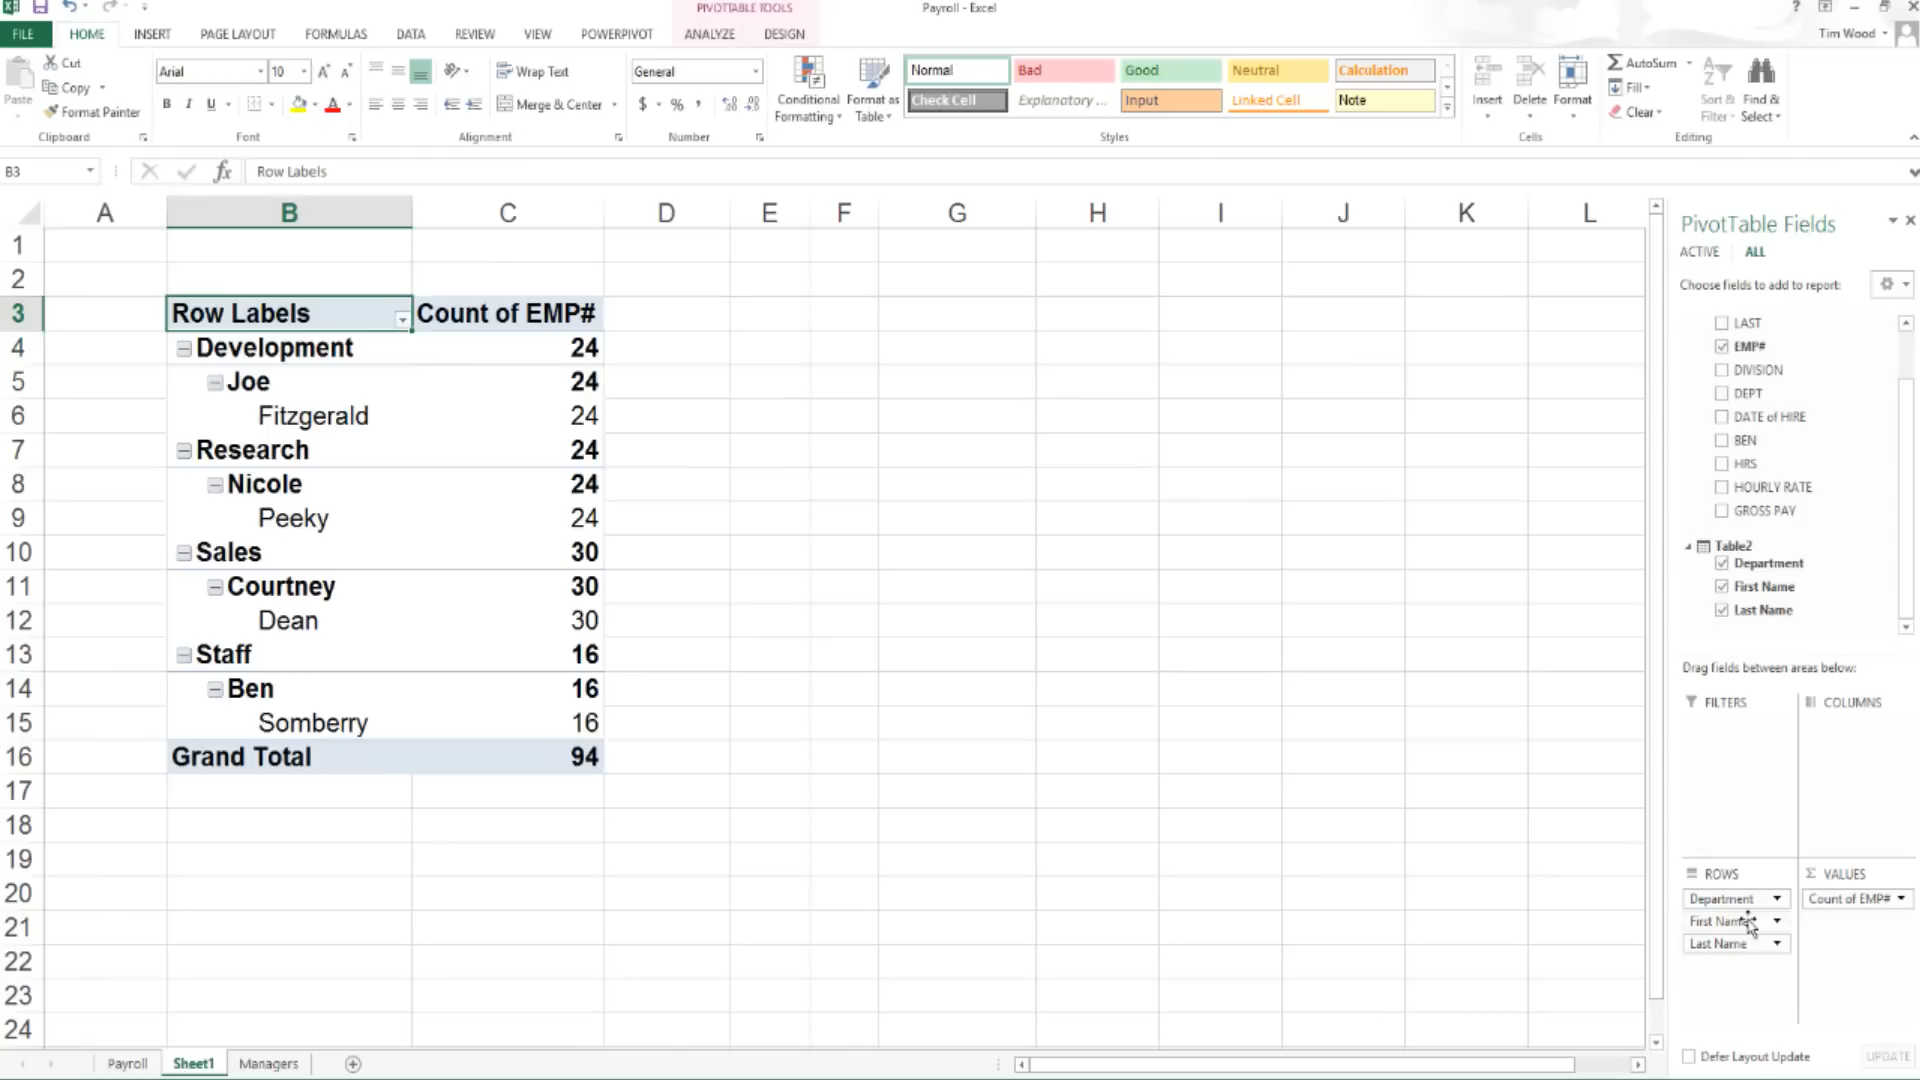 PIVOTTABLE TOOLS
Payroll - Excel
?
FILE HOME INSERT PAGE LAYOUT FORMULAS DATA REVIEW VIEW POWERPIVOT ANALYZE DESIGN Tim Wood
Paste
Cut
Copy
Format Painter
Clipboard
Arial 10
B I U
Font
Wrap Text
Merge & Center
Alignment
General
$ % ,
Number
Conditional Formatting
Format as Table
Normal Bad Good Neutral Calculation
Check Cell Explanatory ... Input Linked Cell Note
Styles
Insert Delete Format
Cells
AutoSum
Fill
Clear
Sort & Filter
Find & Select
Editing
B3 fx Row Labels
A B C D E F G H I J K L
1
2
3 Row Labels Count of EMP#
4 Development 24
5 Joe 24
6 Fitzgerald 24
7 Research 24
8 Nicole 24
9 Peeky 24
10 Sales 30
11 Courtney 30
12 Dean 30
13 Staff 16
14 Ben 16
15 Somberry 16
16 Grand Total 94
17
18
19
20
21
22
23
24
PivotTable Fields
ACTIVE ALL
Choose fields to add to report:
LAST
EMP#
DIVISION
DEPT
DATE of HIRE
BEN
HRS
HOURLY RATE
GROSS PAY
Table2
Department
First Name
Last Name
Drag fields between areas below:
FILTERS COLUMNS
ROWS Σ VALUES
Department Count of EMP#
First Name
Last Name
Defer Layout Update UPDATE
Payroll Sheet1 Managers